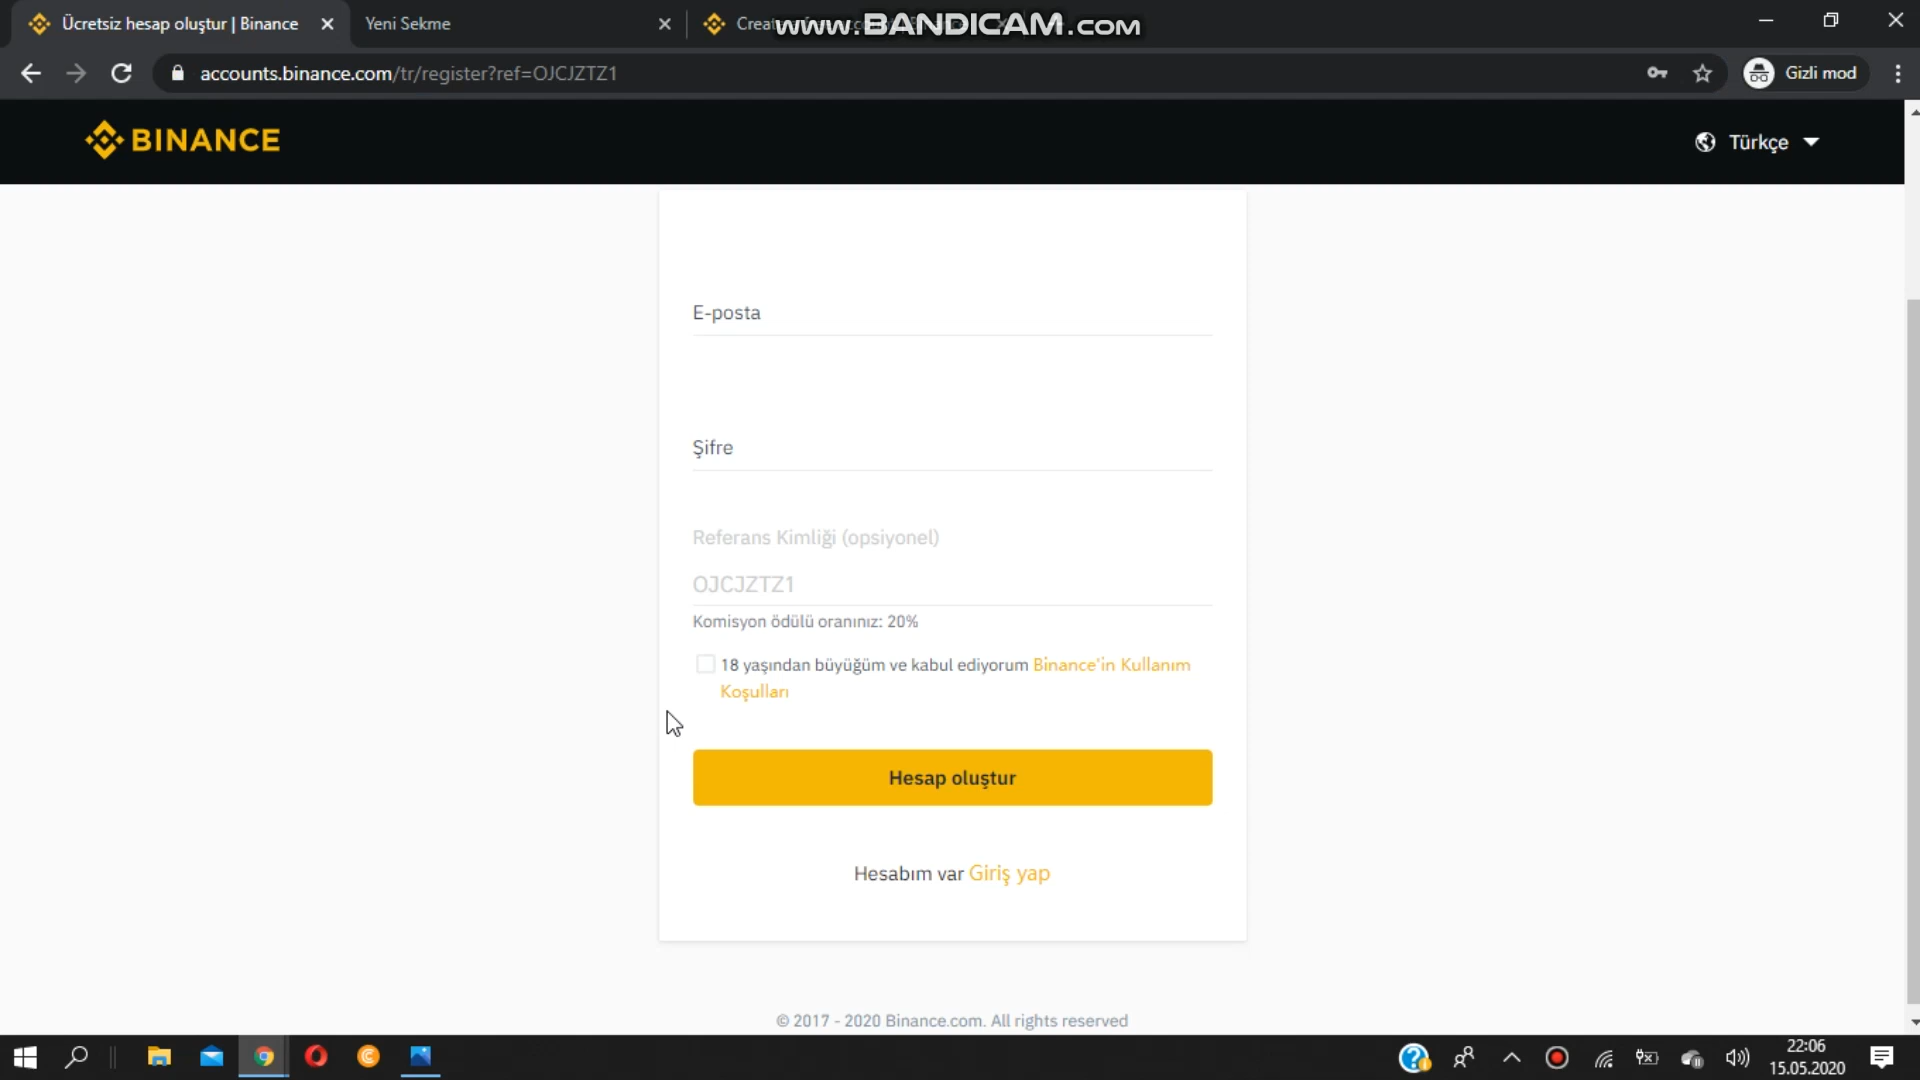 Ücretsiz hesap oluştur | Binance
Yeni Sekme
www.BANDICAM.com
accounts.binance.com/tr/register?ref=OJCJZTZ1
Gizli mod
BINANCE
Türkçe
E-posta
Şifre
Referans Kimliği (opsiyonel)
OJCJZTZ1
Komisyon ödülü oranınız: 20%
18 yaşından büyüğüm ve kabul ediyorum Binance'in Kullanım
Koşulları
Hesap oluştur
Hesabım var Giriş yap
© 2017 - 2020 Binance.com. All rights reserved
22:06
15.05.2020